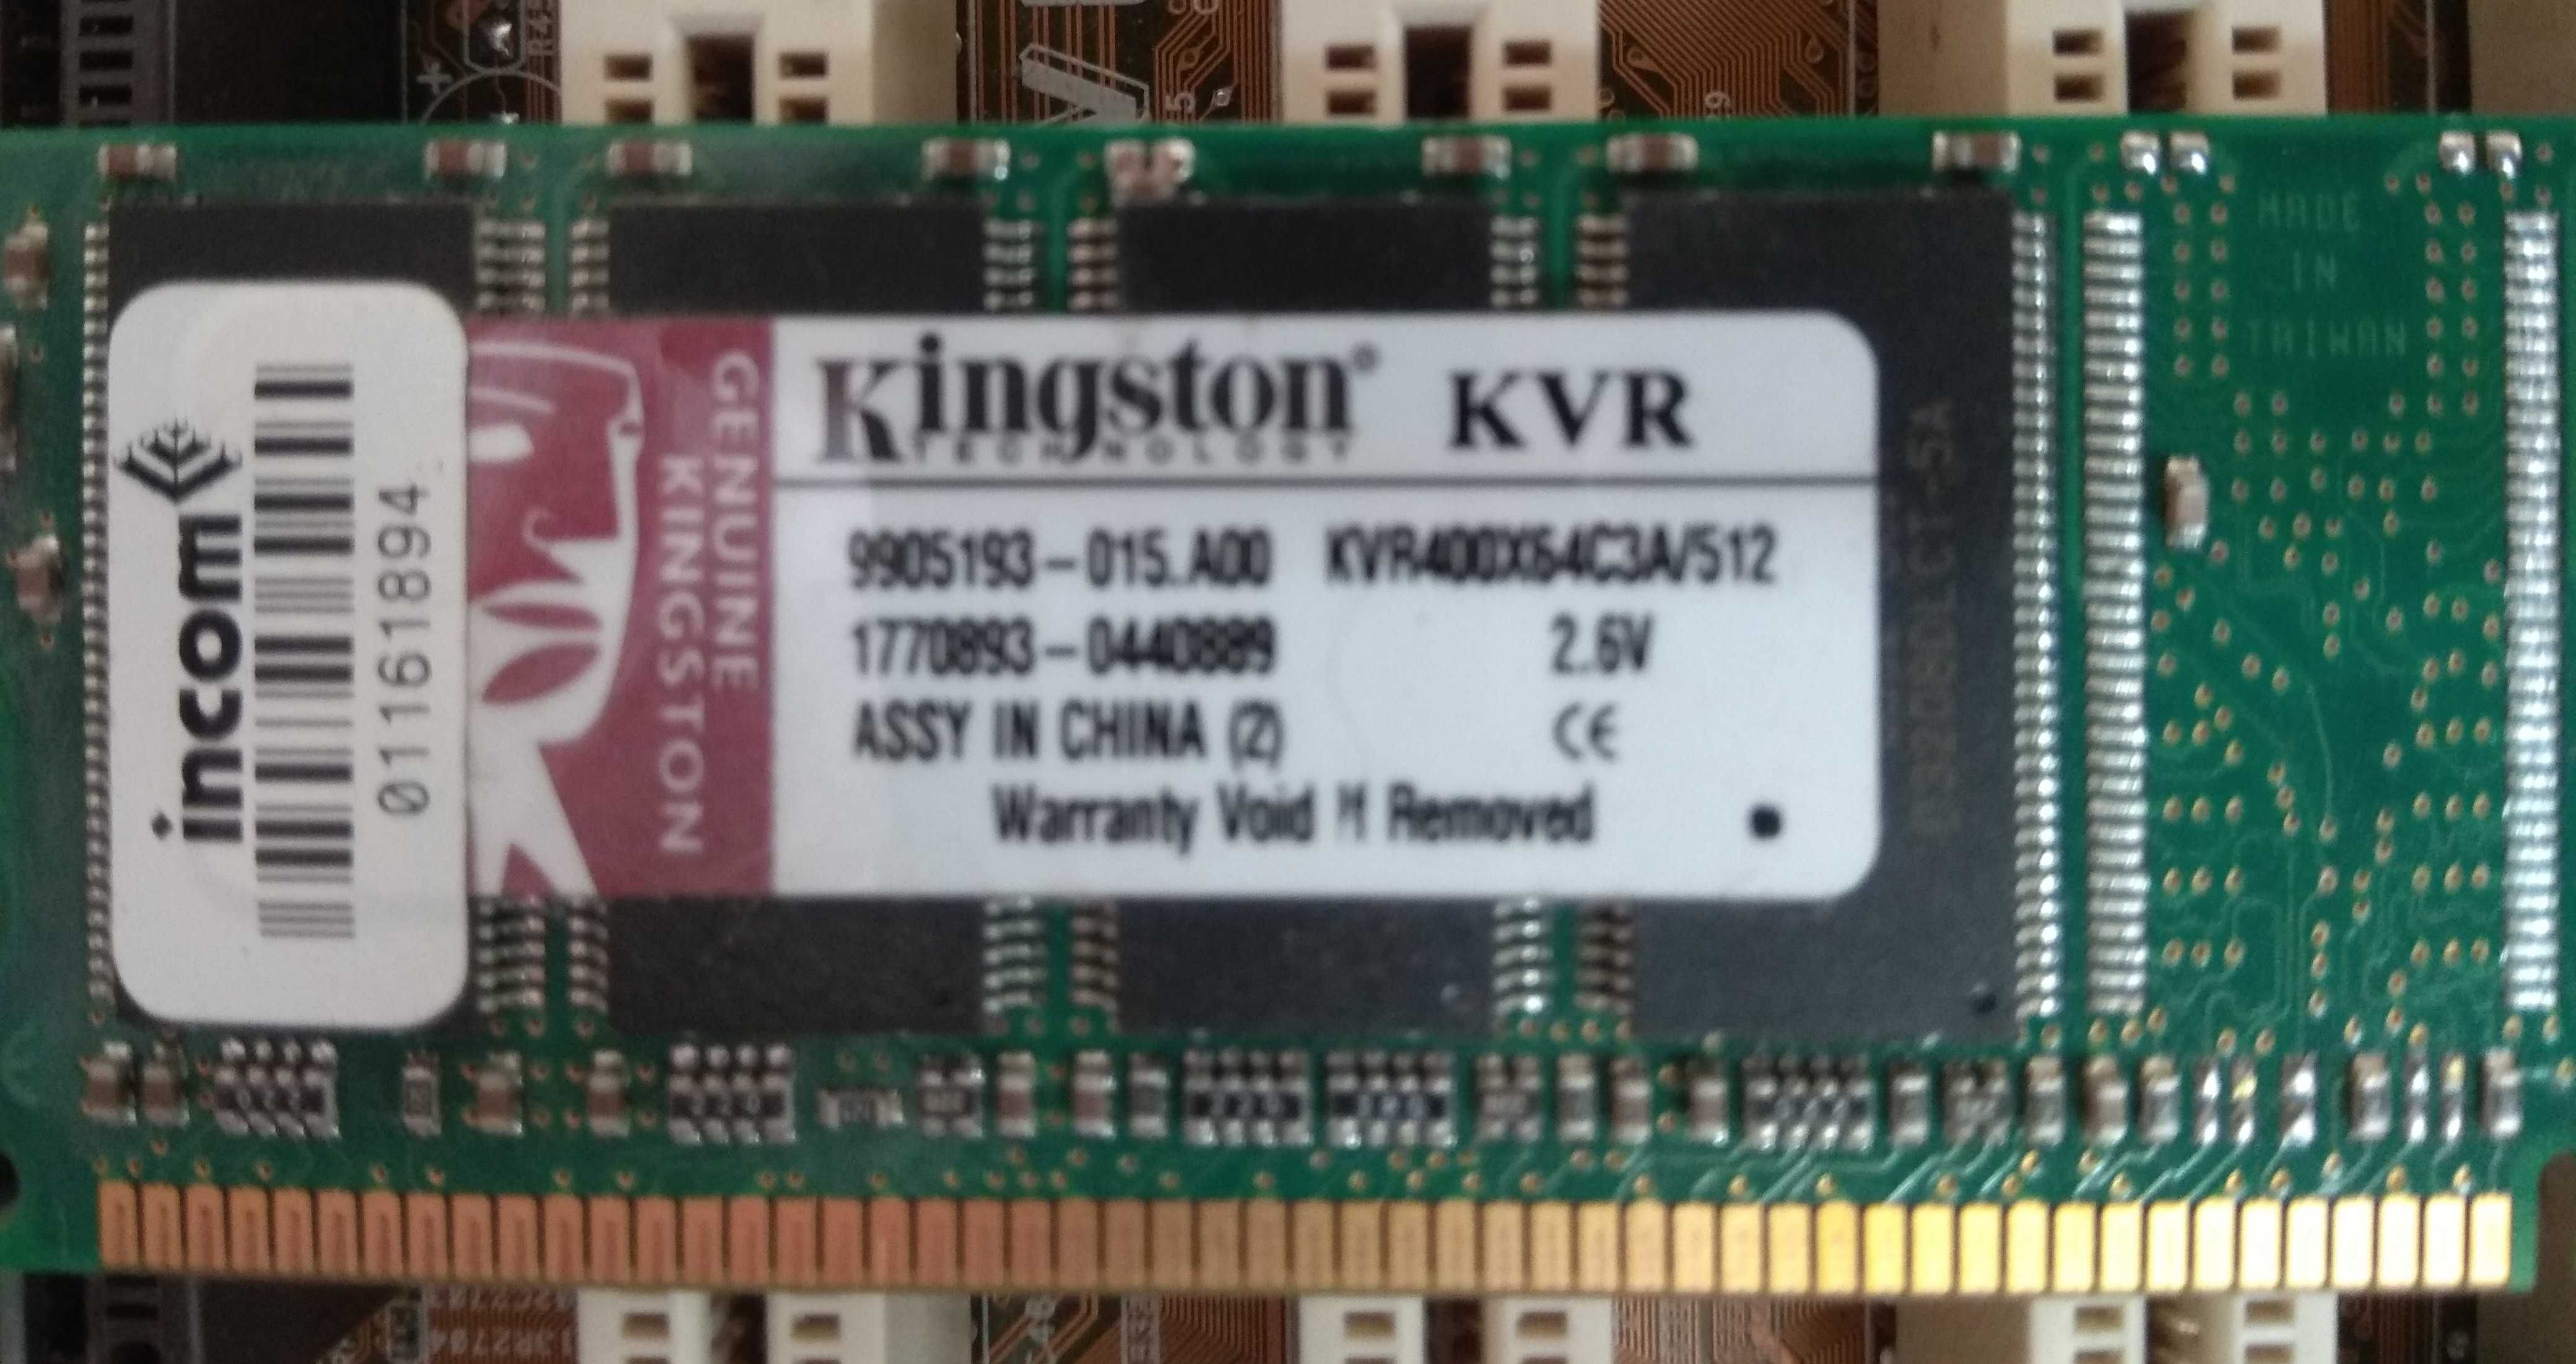 incom
01161894
GENUINE
KINGSTON
Kingston® KVR
TECHNOLOGY
9905193-015.A00 KVR400X64C3A/512
1770893-0440889 2.6V
ASSY IN CHINA (2) CE
Warranty Void If Removed
MADE
IN
TAIWAN